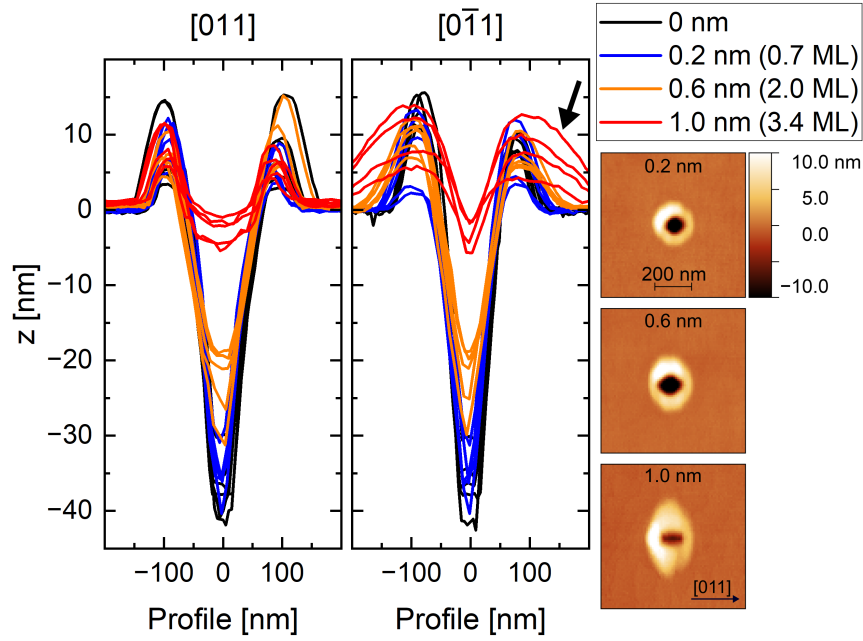 [011]
[01̅1]
0 nm
0.2 nm (0.7 ML)
0.6 nm (2.0 ML)
1.0 nm (3.4 ML)
z [nm]
10
0
−10
−20
−30
−40
−100 0 100
−100 0 100
Profile [nm]
Profile [nm]
0.2 nm
200 nm
10.0 nm
5.0
0.0
−10.0
0.6 nm
1.0 nm
[011]